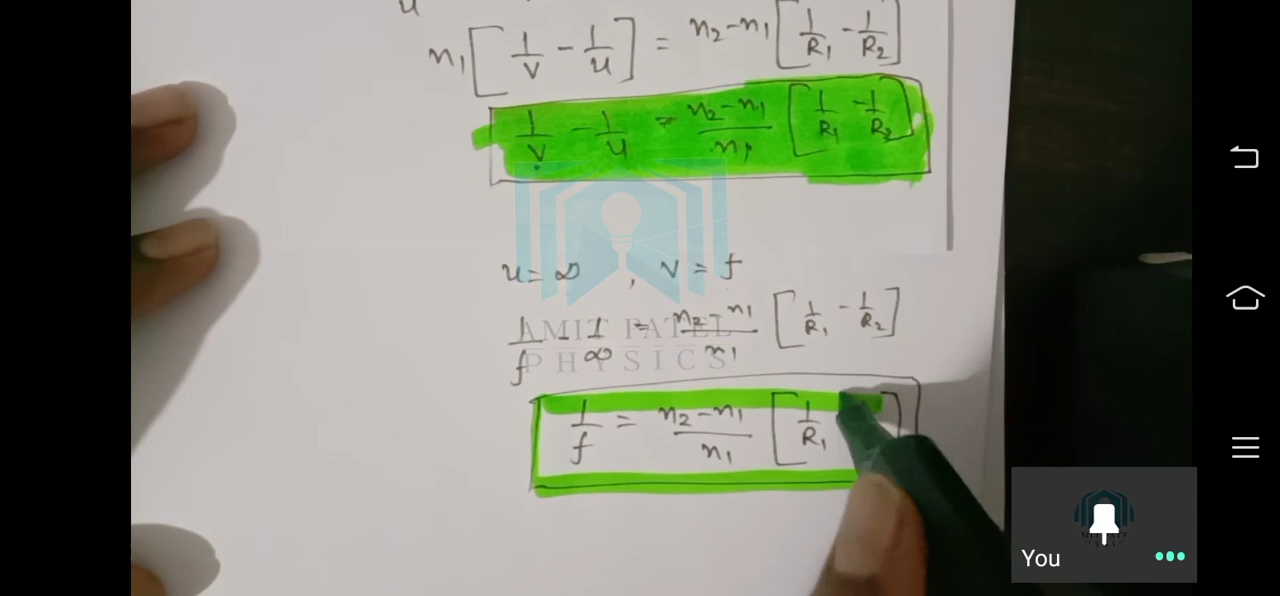 u
n₁[1/v - 1/u] = n₂-n₁[1/R₁ - 1/R₂]
1/v - 1/u = n₂-n₁/n₁ [1/R₁ - 1/R₂]
u = ∞ , v = f
1/f - 1/∞ = n₂-n₁/n₁ [1/R₁ - 1/R₂]
AMIT PATEL
PHYSICS
1/f = n₂-n₁/n₁ [1/R₁ ]
You